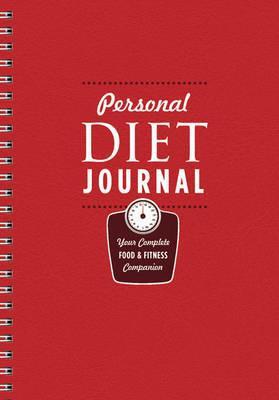 Personal
DIET
JOURNAL
Your Complete
FOOD & FITNESS
Companion